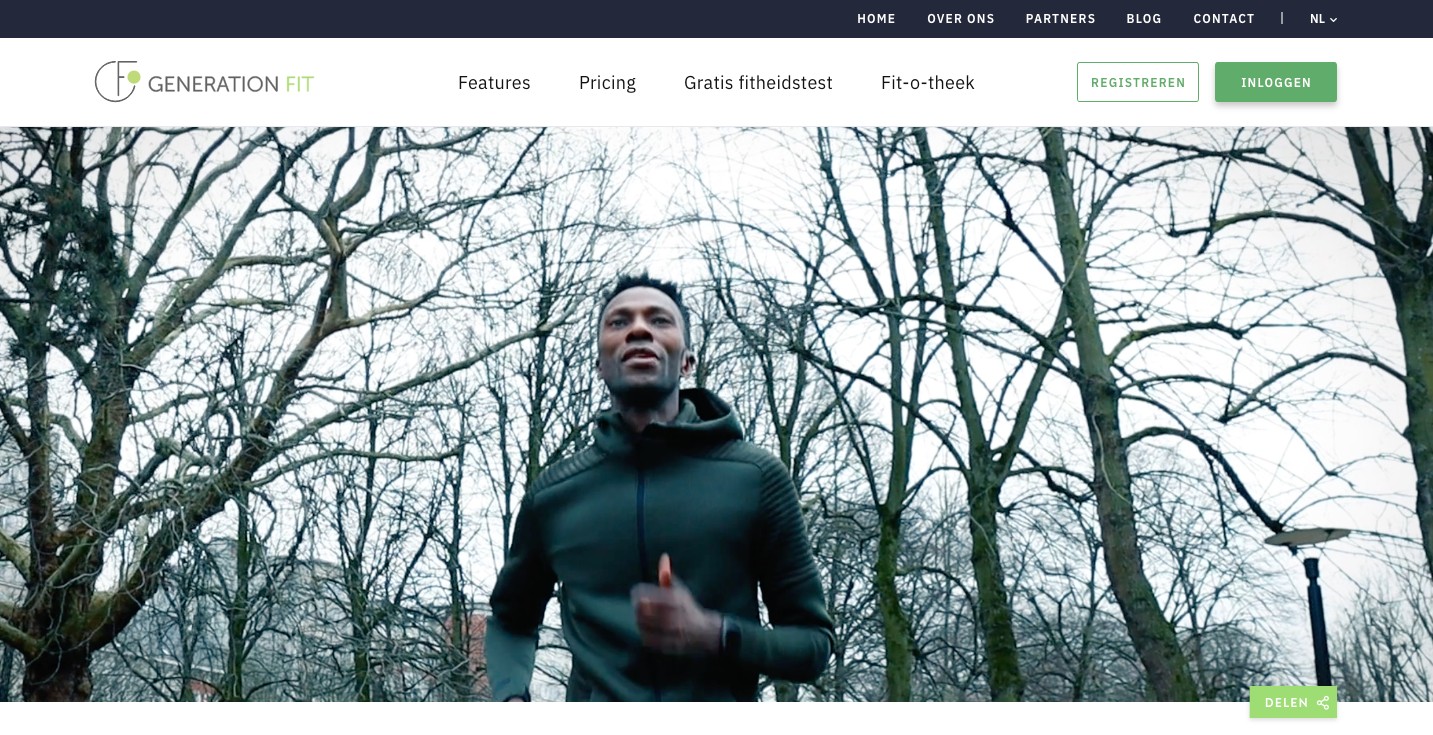 HOME OVER ONS PARTNERS BLOG CONTACT | NL
GENERATION FIT
Features Pricing Gratis fitheidstest Fit-o-theek
REGISTREREN INLOGGEN
DELEN